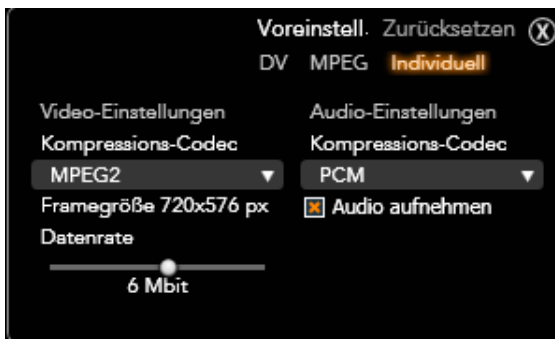 Voreinstell. Zurücksetzen X
DV MPEG Individuell
Video-Einstellungen Audio-Einstellungen
Kompressions-Codec Kompressions-Codec
MPEG2 PCM
Framegröße 720x576 px Audio aufnehmen
Datenrate
6 Mbit